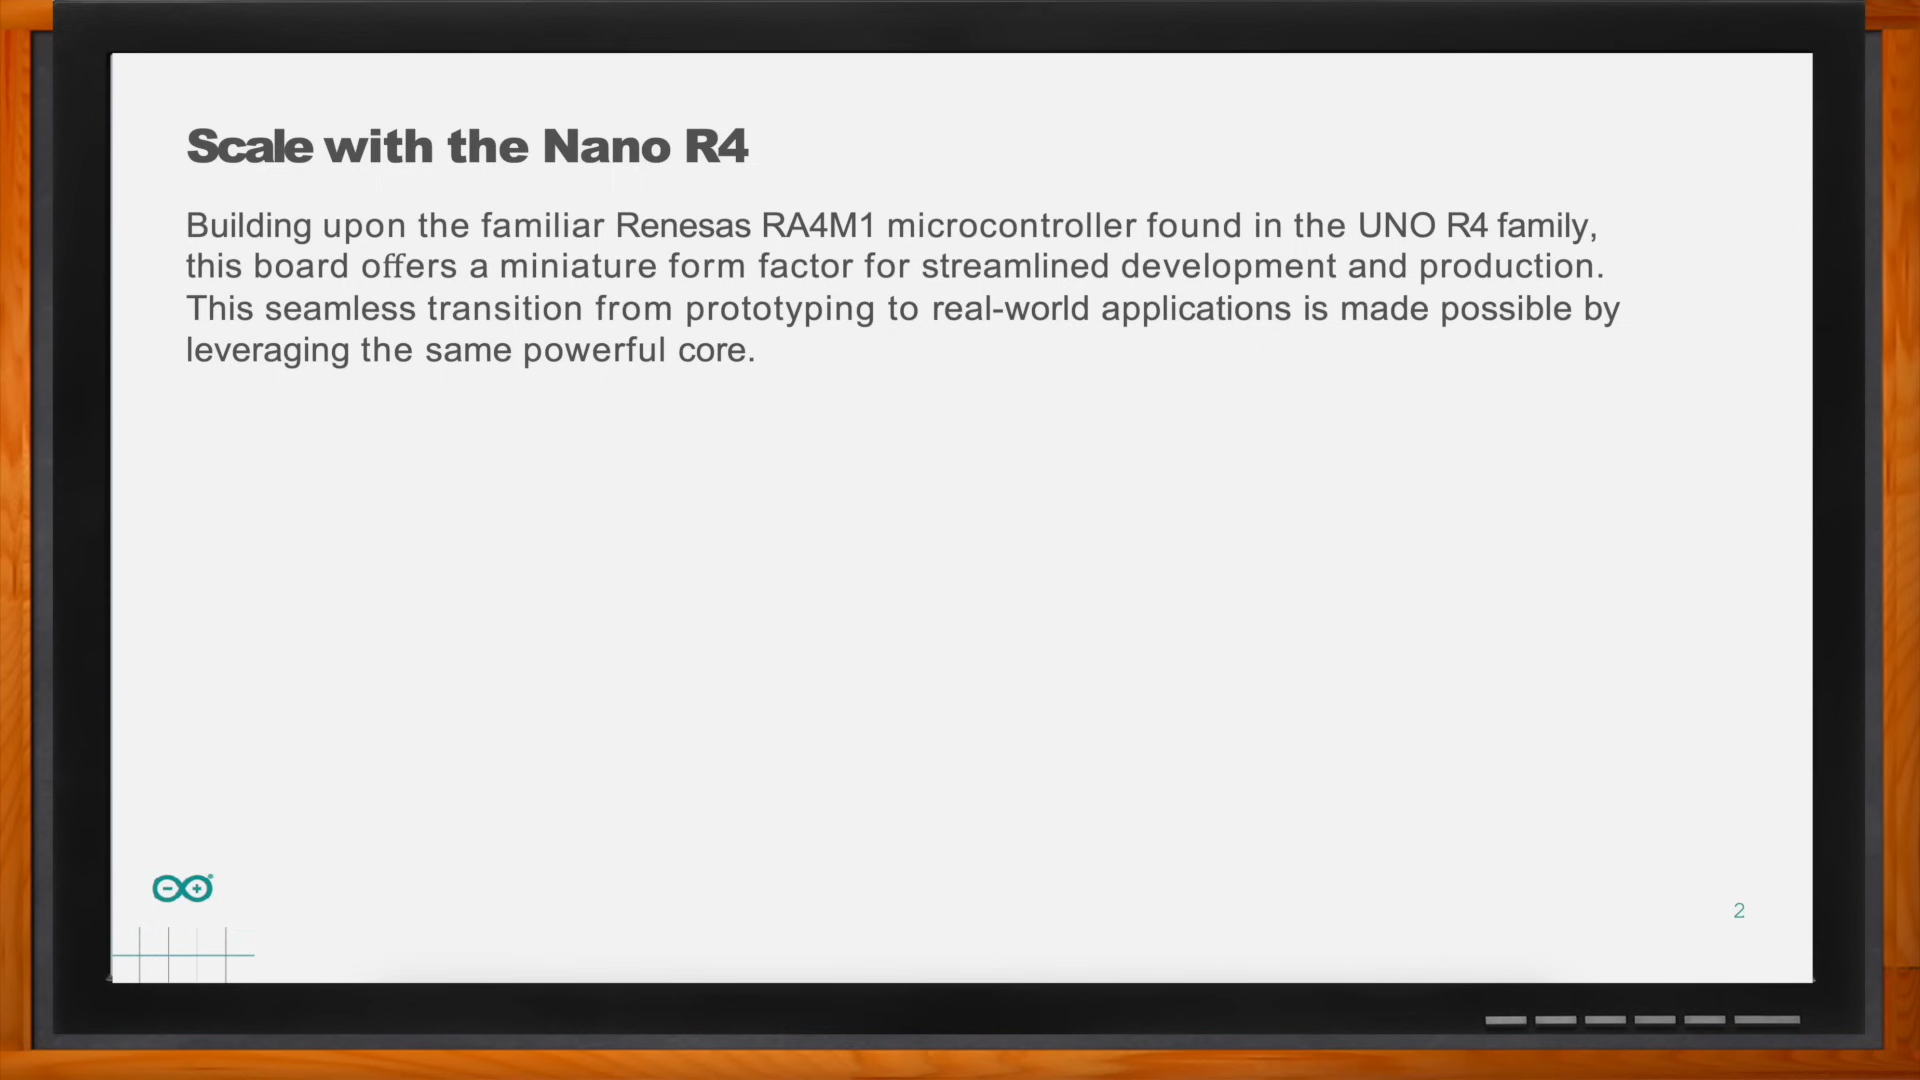 Scale with the Nano R4
Building upon the familiar Renesas RA4M1 microcontroller found in the UNO R4 family,
this board offers a miniature form factor for streamlined development and production.
This seamless transition from prototyping to real-world applications is made possible by
leveraging the same powerful core.
2